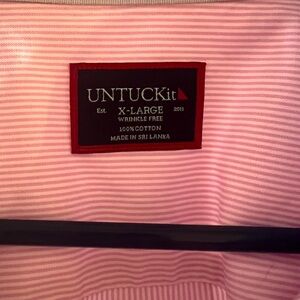 UNTUCKit
Est. X-LARGE 2011
WRINKLE FREE
100% COTTON
MADE IN SRI LANKA